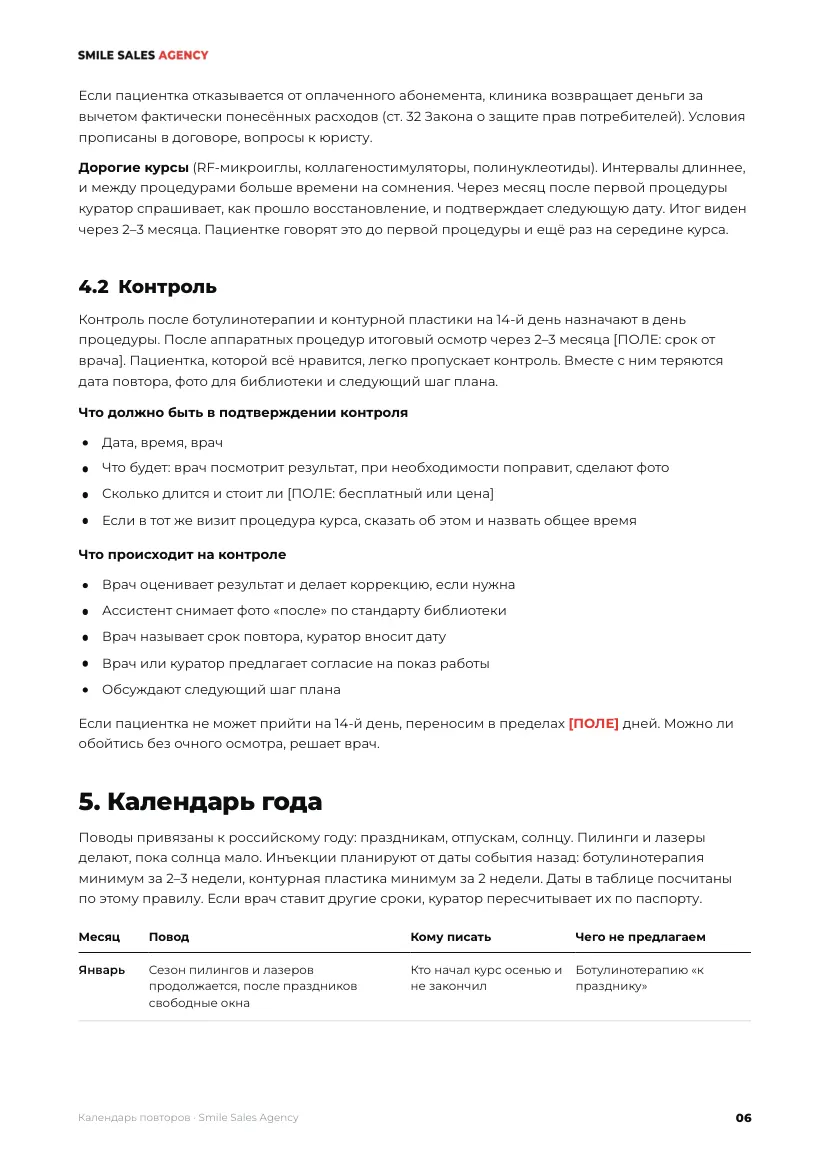 SMILE SALES AGENCY
Если пациентка отказывается от оплаченного абонемента, клиника возвращает деньги за
вычетом фактически понесённых расходов (ст. 32 Закона о защите прав потребителей). Условия
прописаны в договоре, вопросы к юристу.
Дорогие курсы (RF-микроиглы, коллагеностимуляторы, полинуклеотиды). Интервалы длиннее,
и между процедурами больше времени на сомнения. Через месяц после первой процедуры
куратор спрашивает, как прошло восстановление, и подтверждает следующую дату. Итог виден
через 2–3 месяца. Пациентке говорят это до первой процедуры и ещё раз на середине курса.
4.2 Контроль
Контроль после ботулинотерапии и контурной пластики на 14-й день назначают в день
процедуры. После аппаратных процедур итоговый осмотр через 2–3 месяца [ПОЛЕ: срок от
врача]. Пациентка, которой всё нравится, легко пропускает контроль. Вместе с ним теряются
дата повтора, фото для библиотеки и следующий шаг плана.
Что должно быть в подтверждении контроля
• Дата, время, врач
• Что будет: врач посмотрит результат, при необходимости поправит, сделают фото
• Сколько длится и стоит ли [ПОЛЕ: бесплатный или цена]
• Если в тот же визит процедура курса, сказать об этом и назвать общее время
Что происходит на контроле
• Врач оценивает результат и делает коррекцию, если нужна
• Ассистент снимает фото «после» по стандарту библиотеки
• Врач называет срок повтора, куратор вносит дату
• Врач или куратор предлагает согласие на показ работы
• Обсуждают следующий шаг плана
Если пациентка не может прийти на 14-й день, переносим в пределах [ПОЛЕ] дней. Можно ли
обойтись без очного осмотра, решает врач.
5. Календарь года
Поводы привязаны к российскому году: праздникам, отпускам, солнцу. Пилинги и лазеры
делают, пока солнца мало. Инъекции планируют от даты события назад: ботулинотерапия
минимум за 2–3 недели, контурная пластика минимум за 2 недели. Даты в таблице посчитаны
по этому правилу. Если врач ставит другие сроки, куратор пересчитывает их по паспорту.
Месяц Повод Кому писать Чего не предлагаем
Январь Сезон пилингов и лазеров Кто начал курс осенью и Ботулинотерапию «к
продолжается, после праздников не закончил празднику»
свободные окна
Календарь повторов · Smile Sales Agency 06